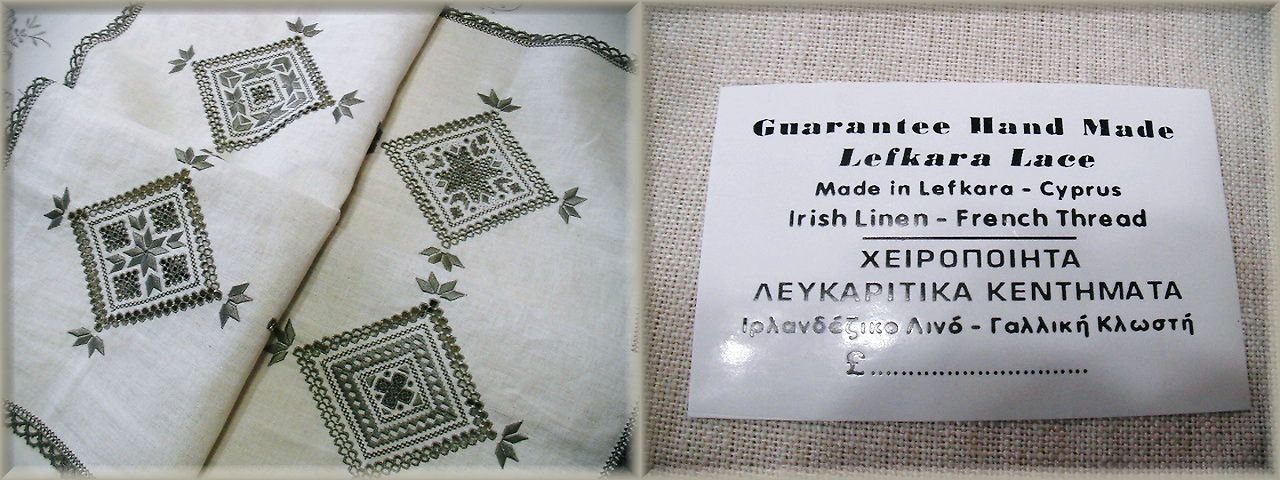 Guarantee Hand Made
Lefkara Lace
Made in Lefkara - Cyprus
Irish Linen - French Thread
ΧΕΙΡΟΠΟΙΗΤΑ
ΛΕΥΚΑΡΙΤΙΚΑ ΚΕΝΤΗΜΑΤΑ
Ιρλανδέζικο Λινό - Γαλλική Κλωστή
£..............................